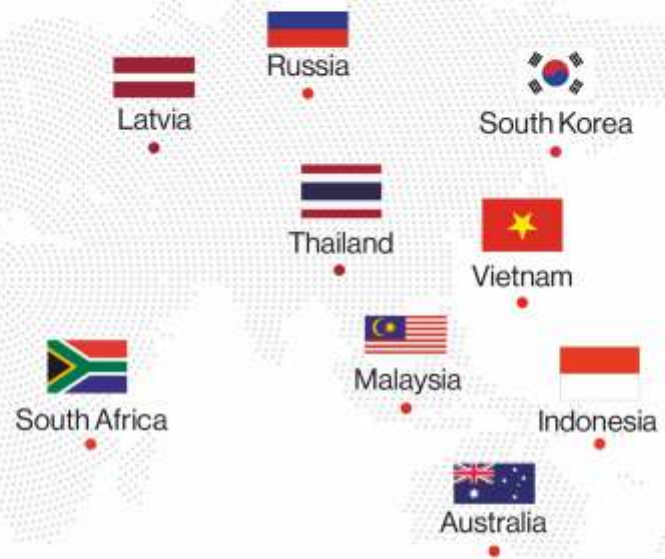 Russia
Latvia
South Korea
Thailand
Vietnam
Malaysia
South Africa
Indonesia
Australia